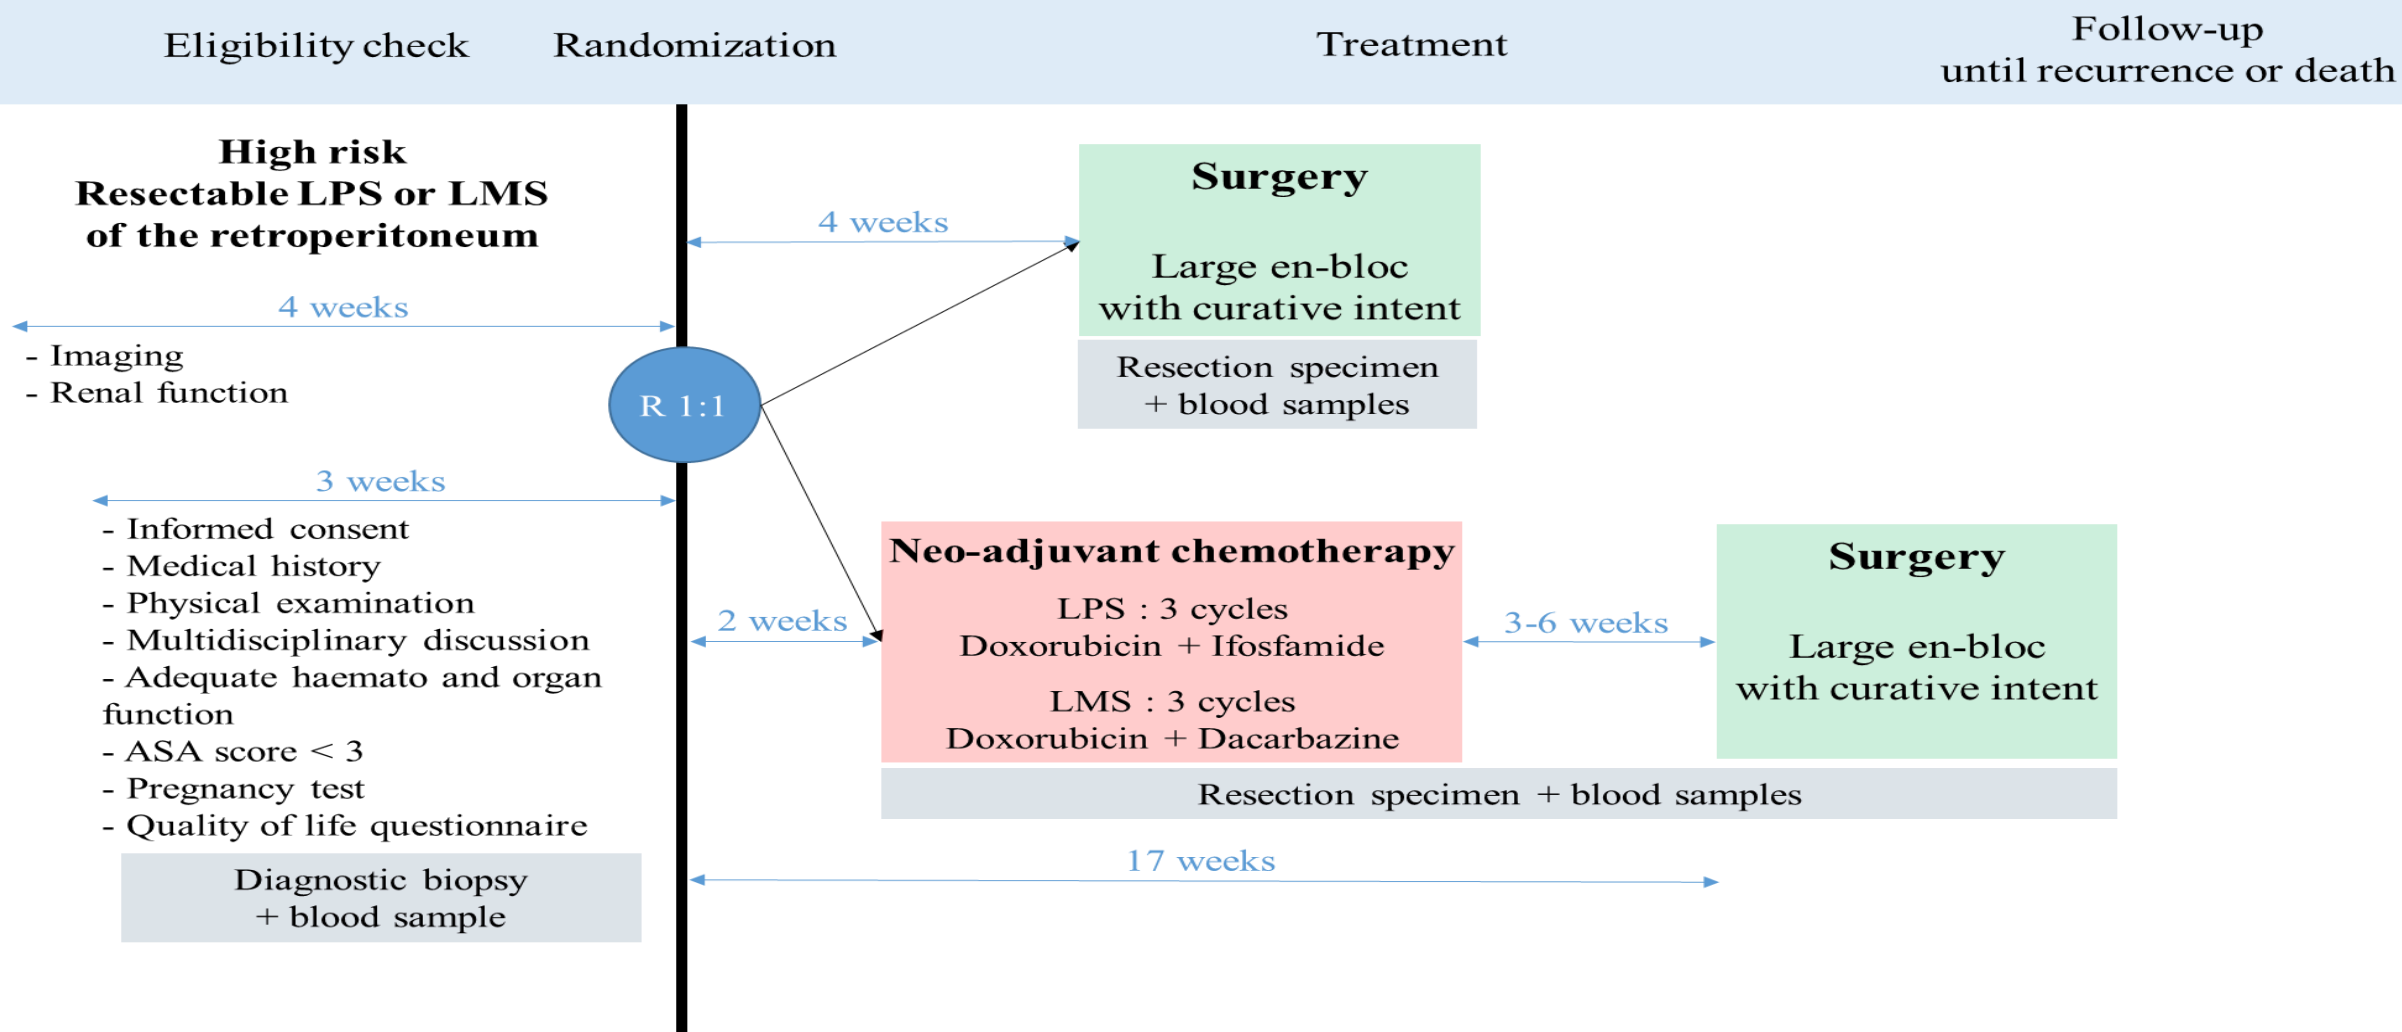 Eligibility check
Randomization
Treatment
Follow-up
until recurrence or death
High risk
Resectable LPS or LMS
of the retroperitoneum
4 weeks
- Imaging
- Renal function
3 weeks
- Informed consent
- Medical history
- Physical examination
- Multidisciplinary discussion
- Adequate haemato and organ
function
- ASA score < 3
- Pregnancy test
- Quality of life questionnaire
Diagnostic biopsy
+ blood sample
R 1:1
4 weeks
Surgery
Large en-bloc
with curative intent
Resection specimen
+ blood samples
2 weeks
Neo-adjuvant chemotherapy
LPS : 3 cycles
Doxorubicin + Ifosfamide
LMS : 3 cycles
Doxorubicin + Dacarbazine
3-6 weeks
Surgery
Large en-bloc
with curative intent
Resection specimen + blood samples
17 weeks